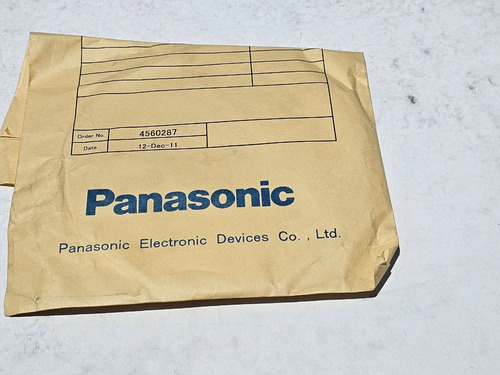 Order No. 4560287
Date 12-Dec-11
Panasonic
Panasonic Electronic Devices Co., Ltd.